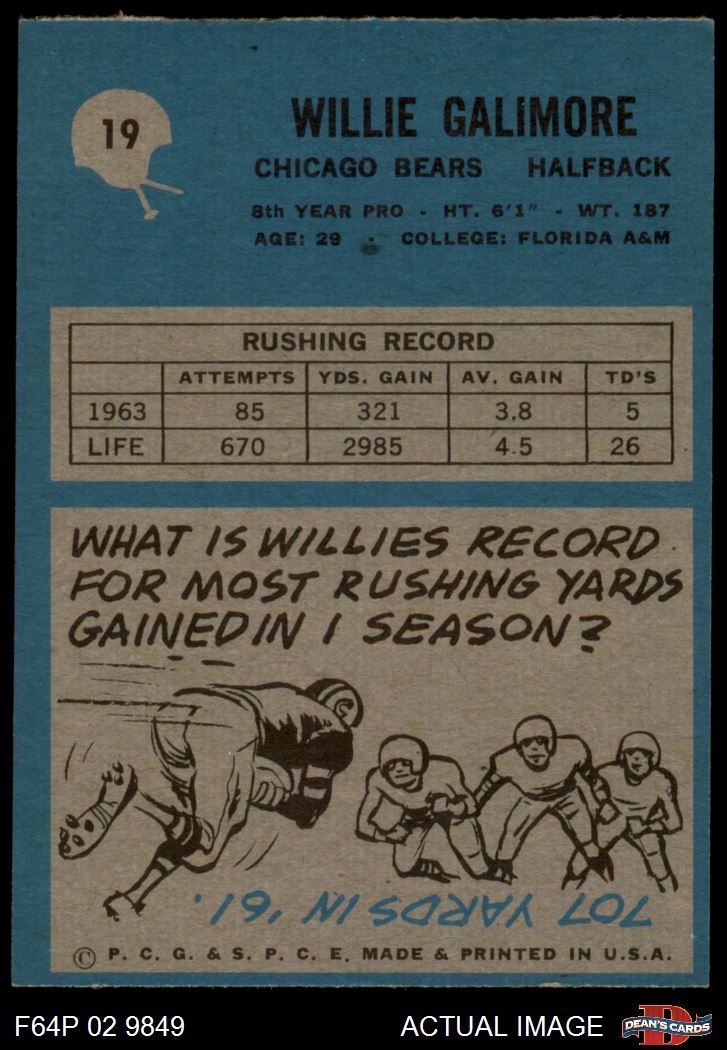 19
WILLIE GALIMORE
CHICAGO BEARS HALFBACK
8th YEAR PRO - HT. 6'1" - WT. 187
AGE: 29 - COLLEGE: FLORIDA A&M
RUSHING RECORD
ATTEMPTS YDS. GAIN AV. GAIN TD'S
1963 85 321 3.8 5
LIFE 670 2985 4.5 26
WHAT IS WILLIES RECORD
FOR MOST RUSHING YARDS
GAINED IN 1 SEASON?
C
707 YARDS IN '61.
© P. C. G. & S. P. C. E. MADE & PRINTED IN U.S.A.
F64P 02 9849 ACTUAL IMAGE
D
DEAN'S CARDS